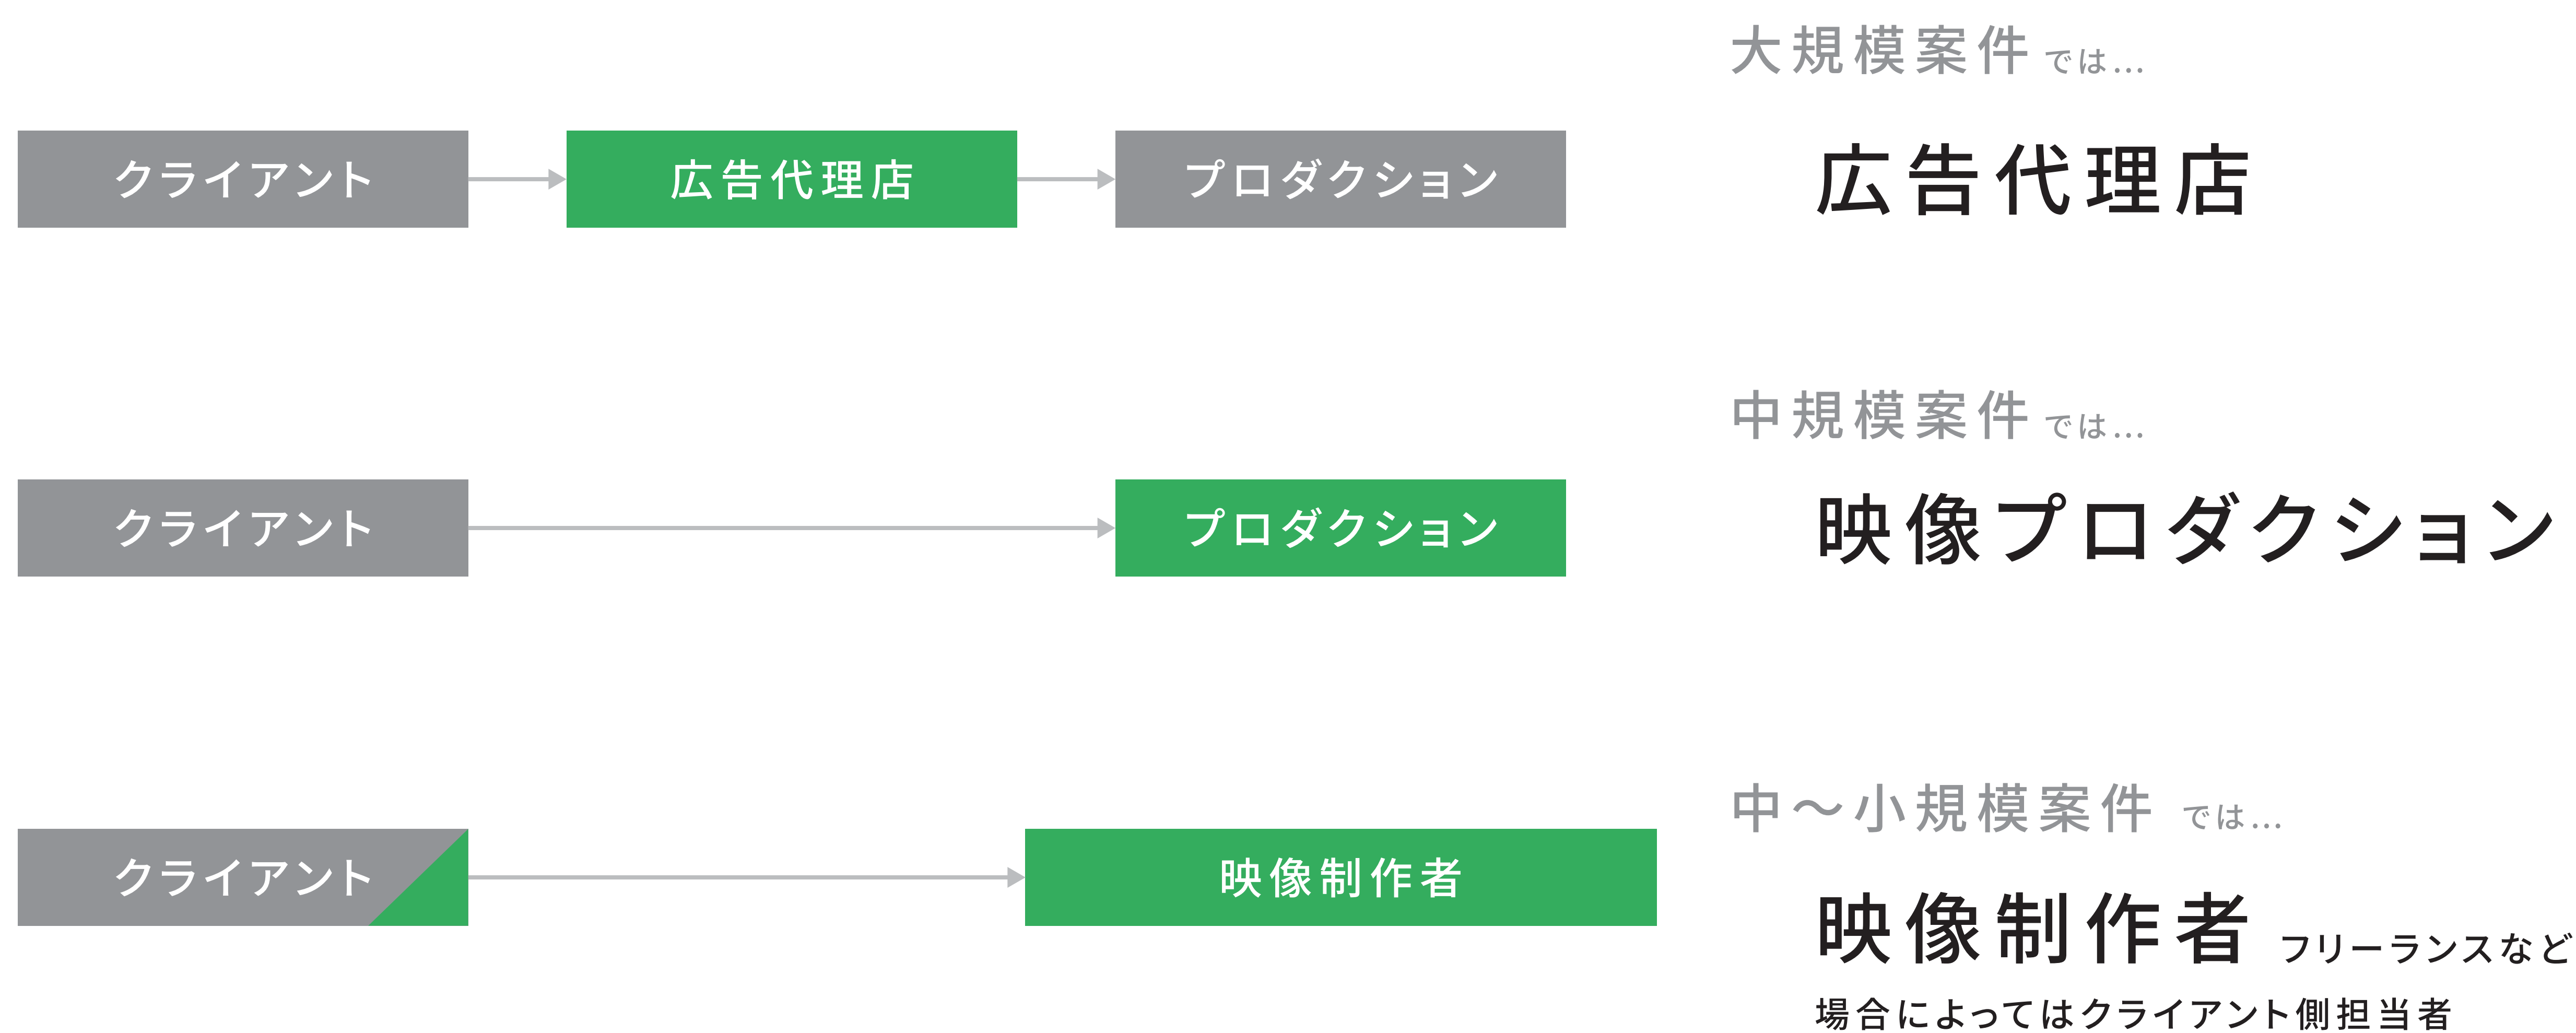 大規模案件では…
クライアント
広告代理店
プロダクション
広告代理店
中規模案件では…
クライアント
プロダクション
映像プロダクション
中〜小規模案件 では…
クライアント
映像制作者
映像制作者 フリーランスなど
場合によってはクライアント側担当者